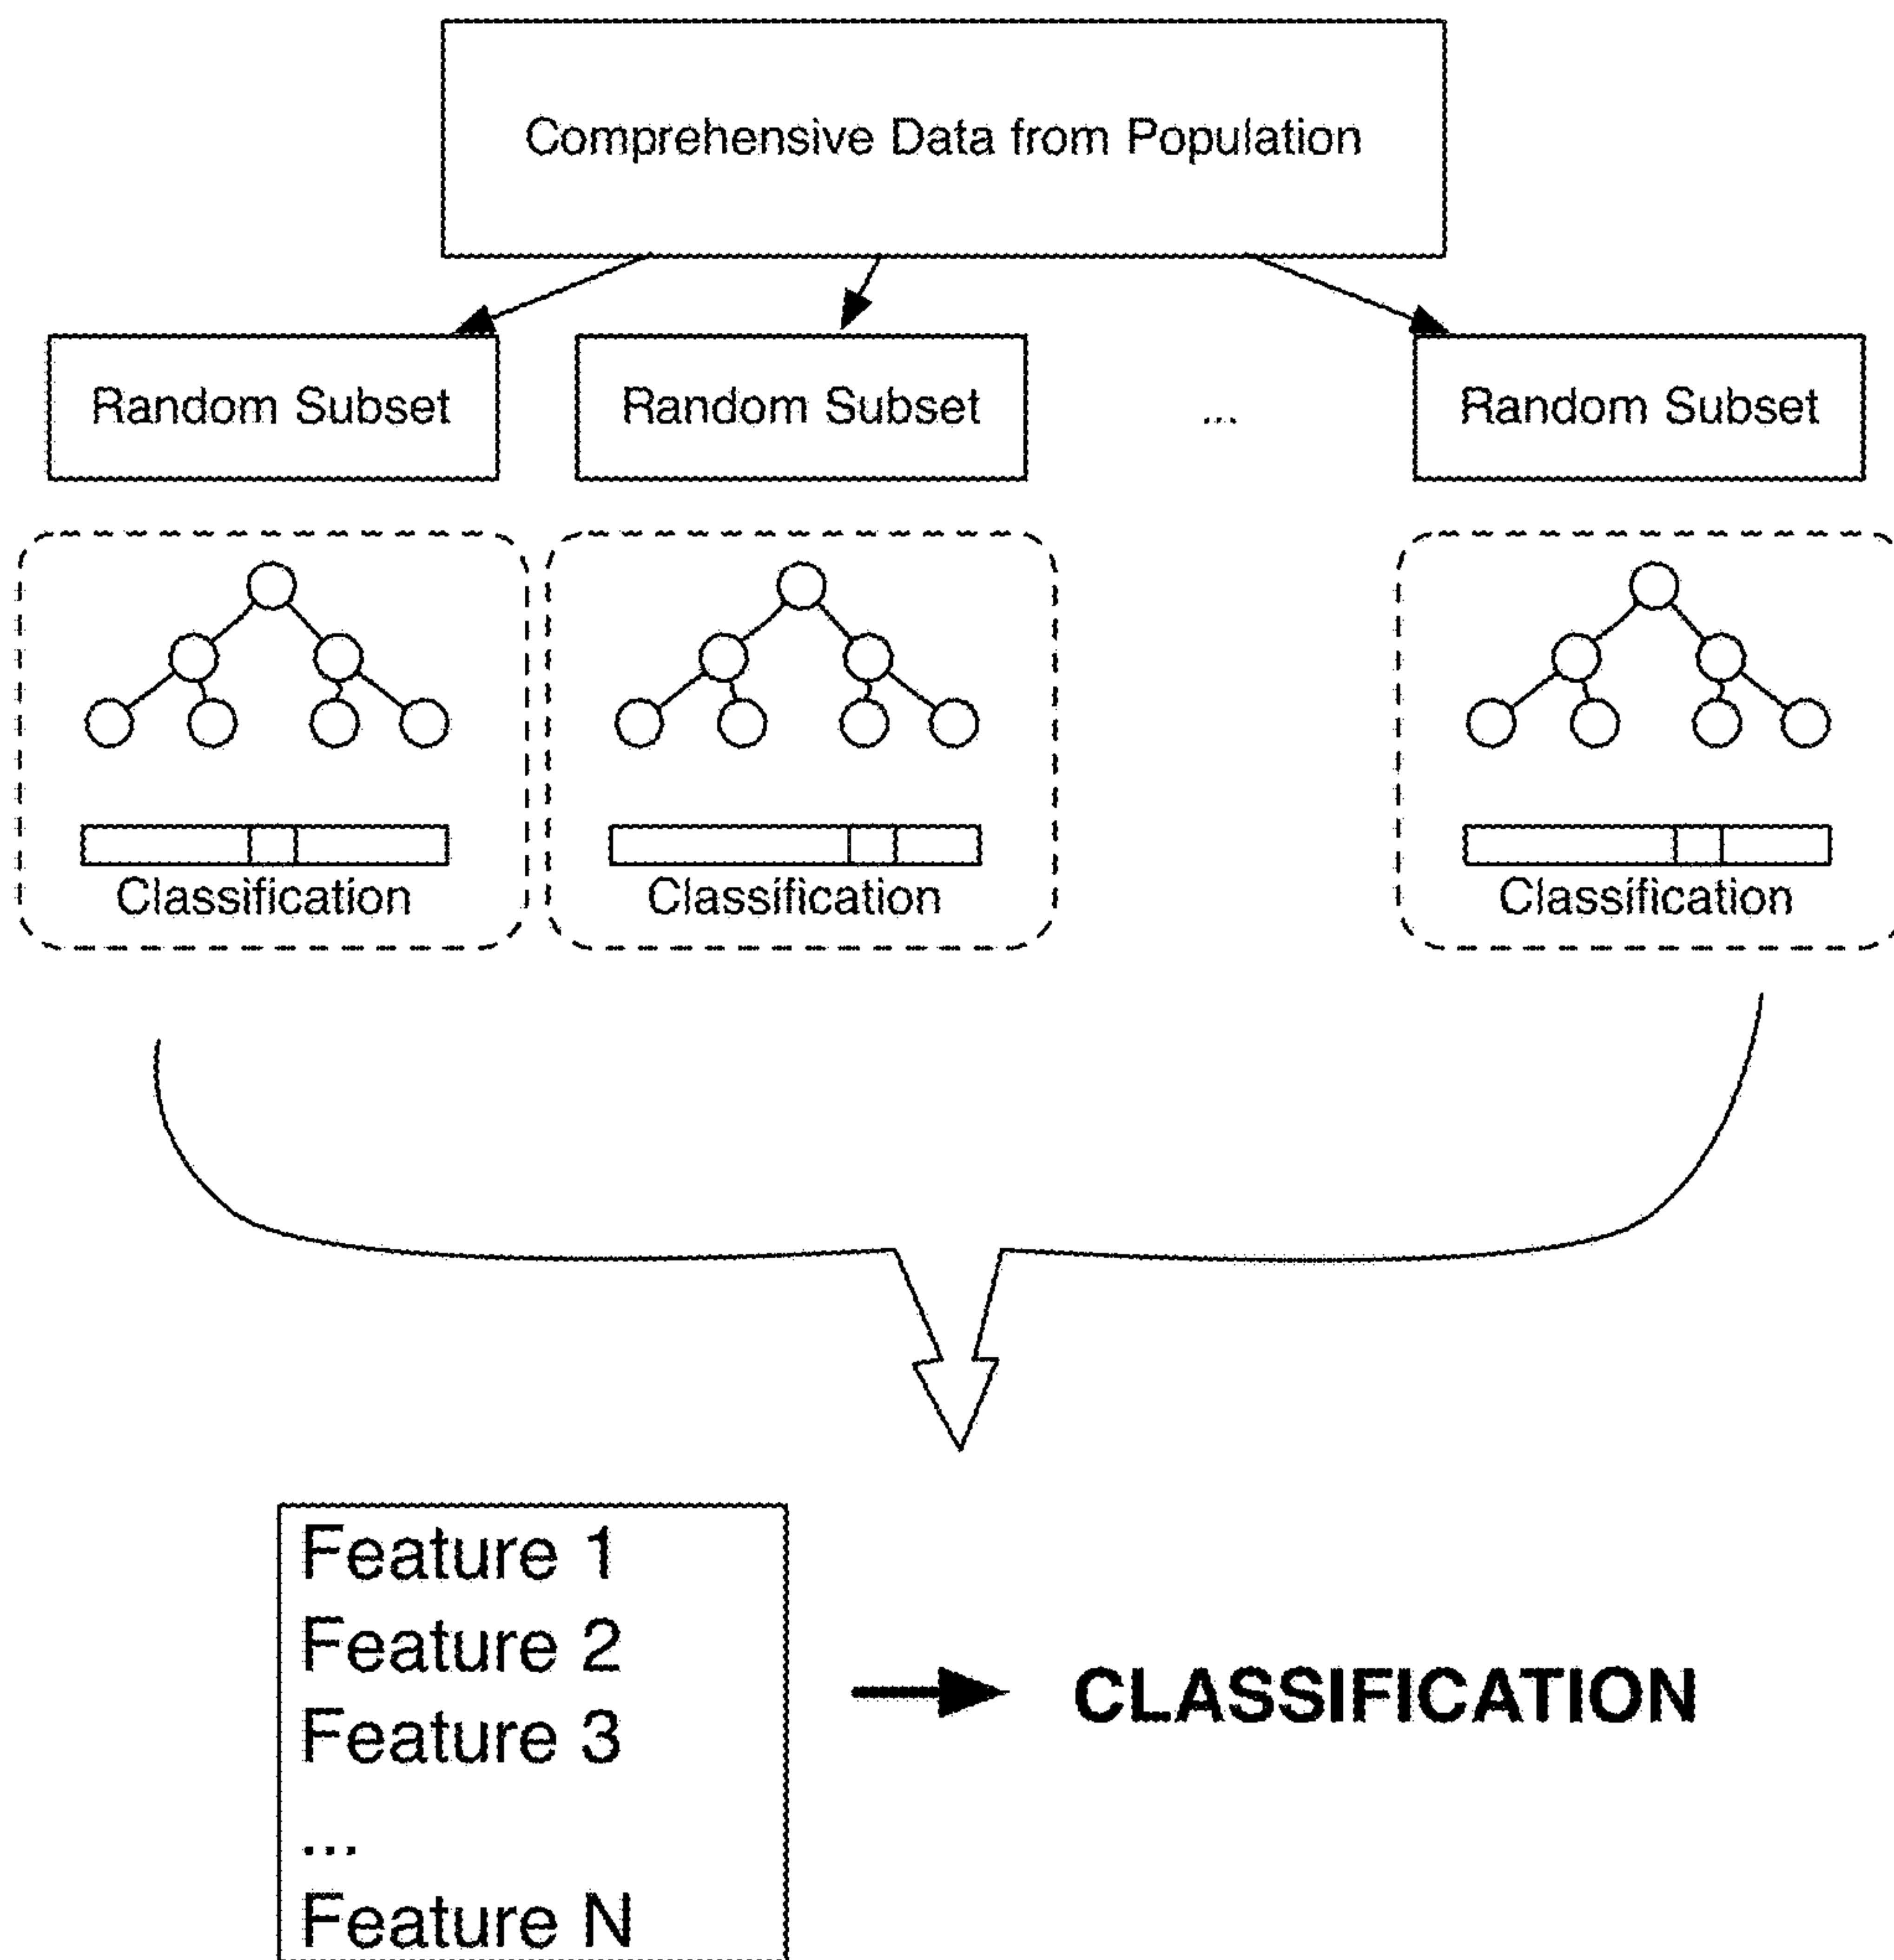 Comprehensive Data from Population
Random Subset
Random Subset
...
Random Subset
Classification
Classification
Classification
Feature 1
Feature 2
Feature 3
...
Feature N
CLASSIFICATION